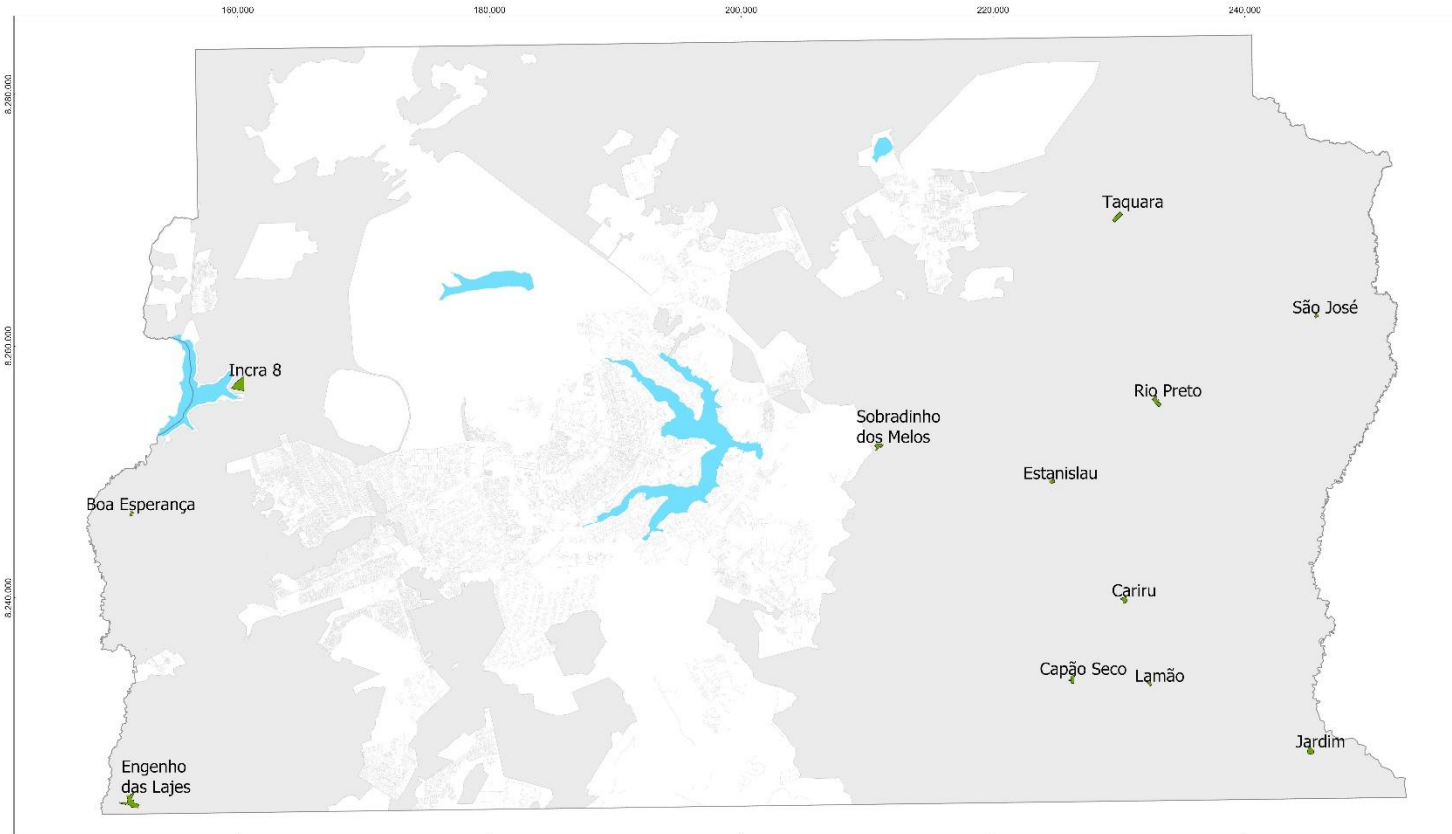 160.000
180.000
200.000
220.000
240.000
8.280.000
Taquara
São José
8.260.000
Incra 8
Rio Preto
Sobradinho
dos Melos
Estanislau
Boa Esperança
8.240.000
Cariru
Capão Seco
Lamão
Jardim
Engenho
das Lajes